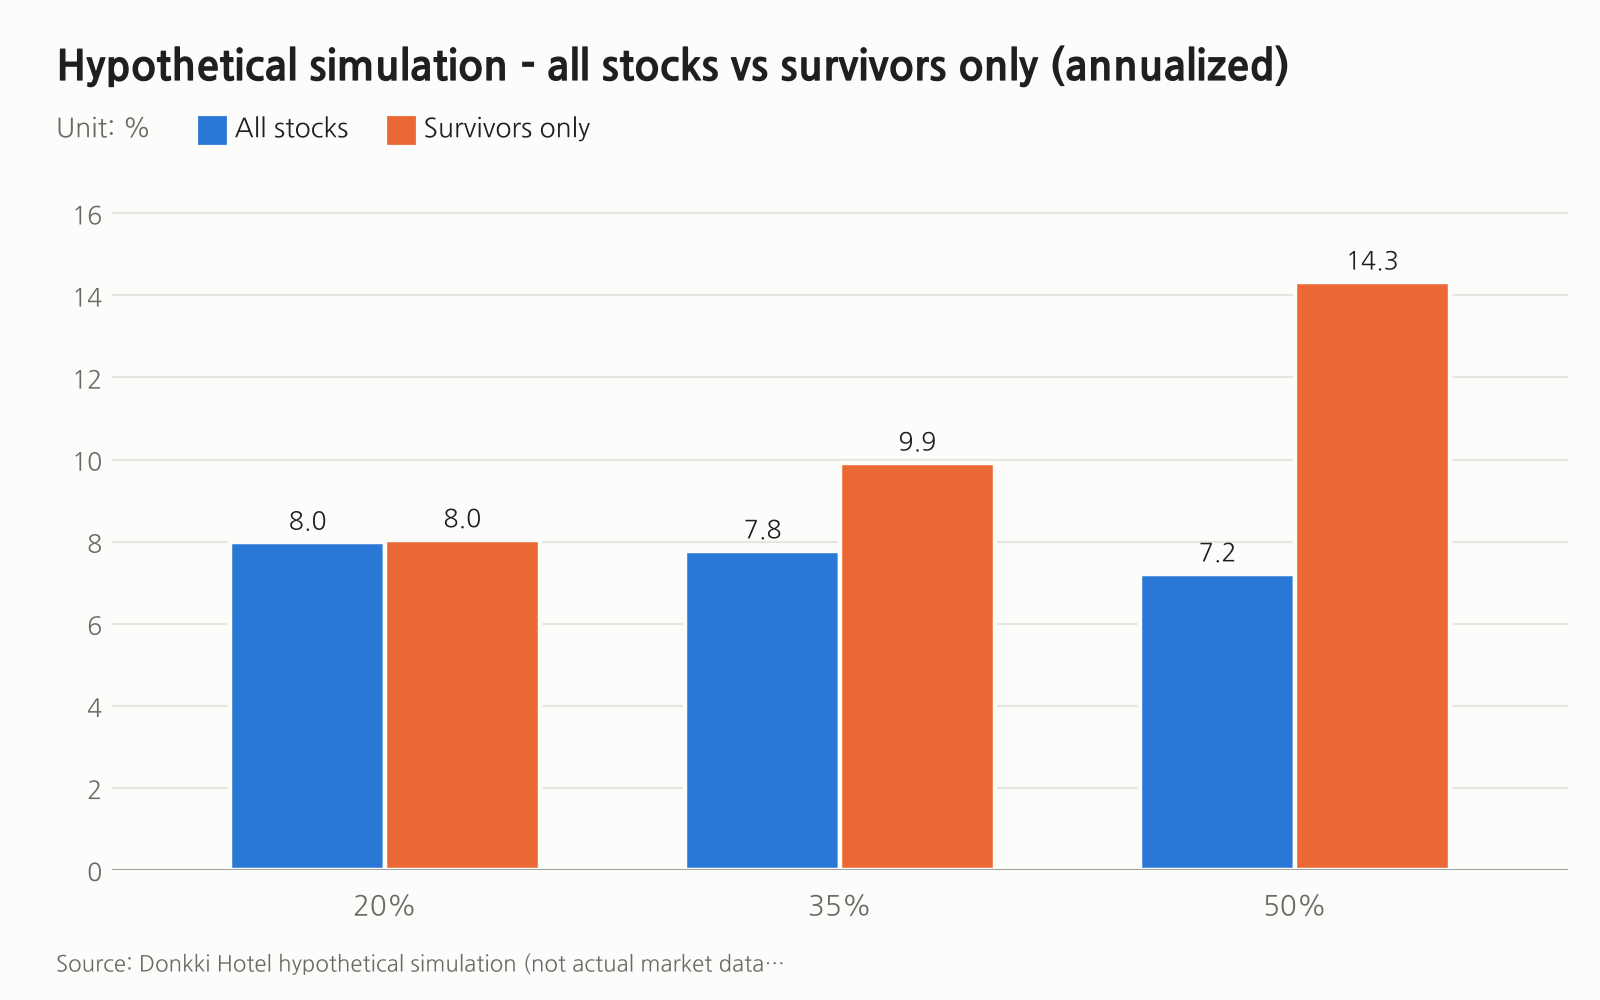 Hypothetical simulation - all stocks vs survivors only (annualized)
Unit: % All stocks Survivors only
16
14.3
14
12
9.9
10
8.0 8.0 7.8
8
7.2
6
4
2
0
20% 35% 50%
Source: Donkki Hotel hypothetical simulation (not actual market data…